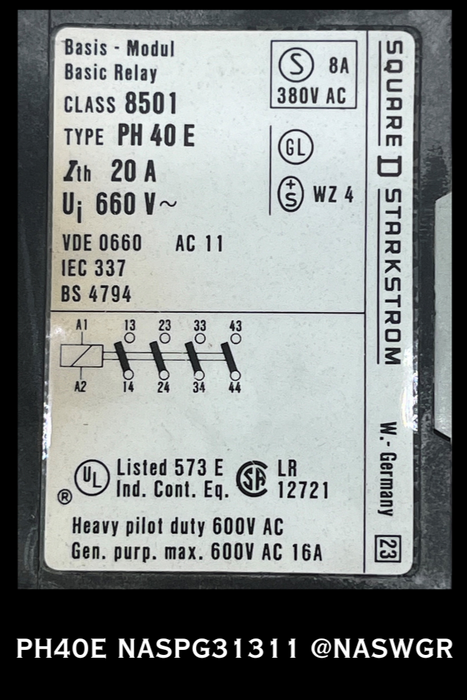 Basis - Modul
Basic Relay
CLASS 8501
TYPE PH 40 E
Ith 20 A
Ui 660 V~
VDE 0660 AC 11
IEC 337
BS 4794
S 8A
380V AC
GL
+S WZ 4
A1 13 23 33 43
A2 14 24 34 44
UL Listed 573 E
Ind. Cont. Eq.
®
SA LR
12721
Heavy pilot duty 600V AC
Gen. purp. max. 600V AC 16A
SQUARE D STARKSTROM
W.- Germany 23
PH40E NASPG31311 @NASWGR